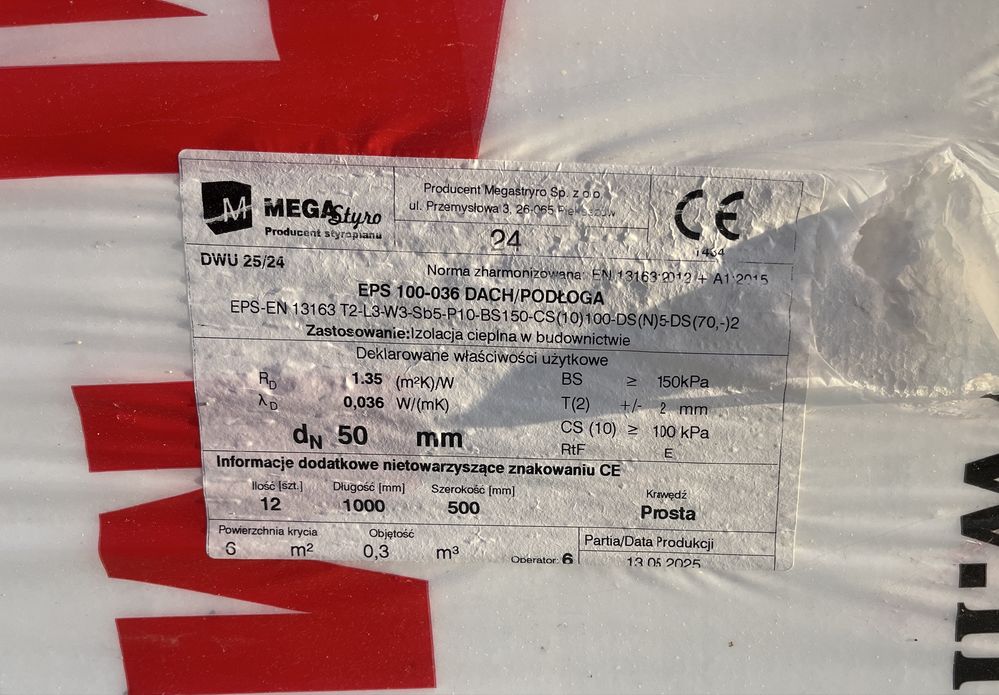 M MEGA Styro
Producent styropianu
Producent Megastryro Sp. z o.o.
ul. Przemysłowa 3, 26-065
24
CE
1434
DWU 25/24
Norma zharmonizowana: EN 13163:2012 + A1:2015
EPS 100-036 DACH/PODŁOGA
EPS-EN 13163 T2-L3-W3-Sb5-P10-BS150-CS(10)100-DS(N)5-DS(70,-)2
Zastosowanie:Izolacja cieplna w budownictwie
Deklarowane właściwości użytkowe
RD 1.35 (m²K)/W BS ≥ 150kPa
λD 0,036 W/(mK) T(2) +/- 2 mm
dN 50 mm CS (10) ≥ 100 kPa
RtF E
Informacje dodatkowe nietowarzyszące znakowaniu CE
Ilość [szt.] Długość [mm] Szerokość [mm] Krawędź
12 1000 500 Prosta
Powierzchnia krycia Objętość Partia/Data Produkcji
6 m² 0,3 m³ Operator: 6 13.05.2025